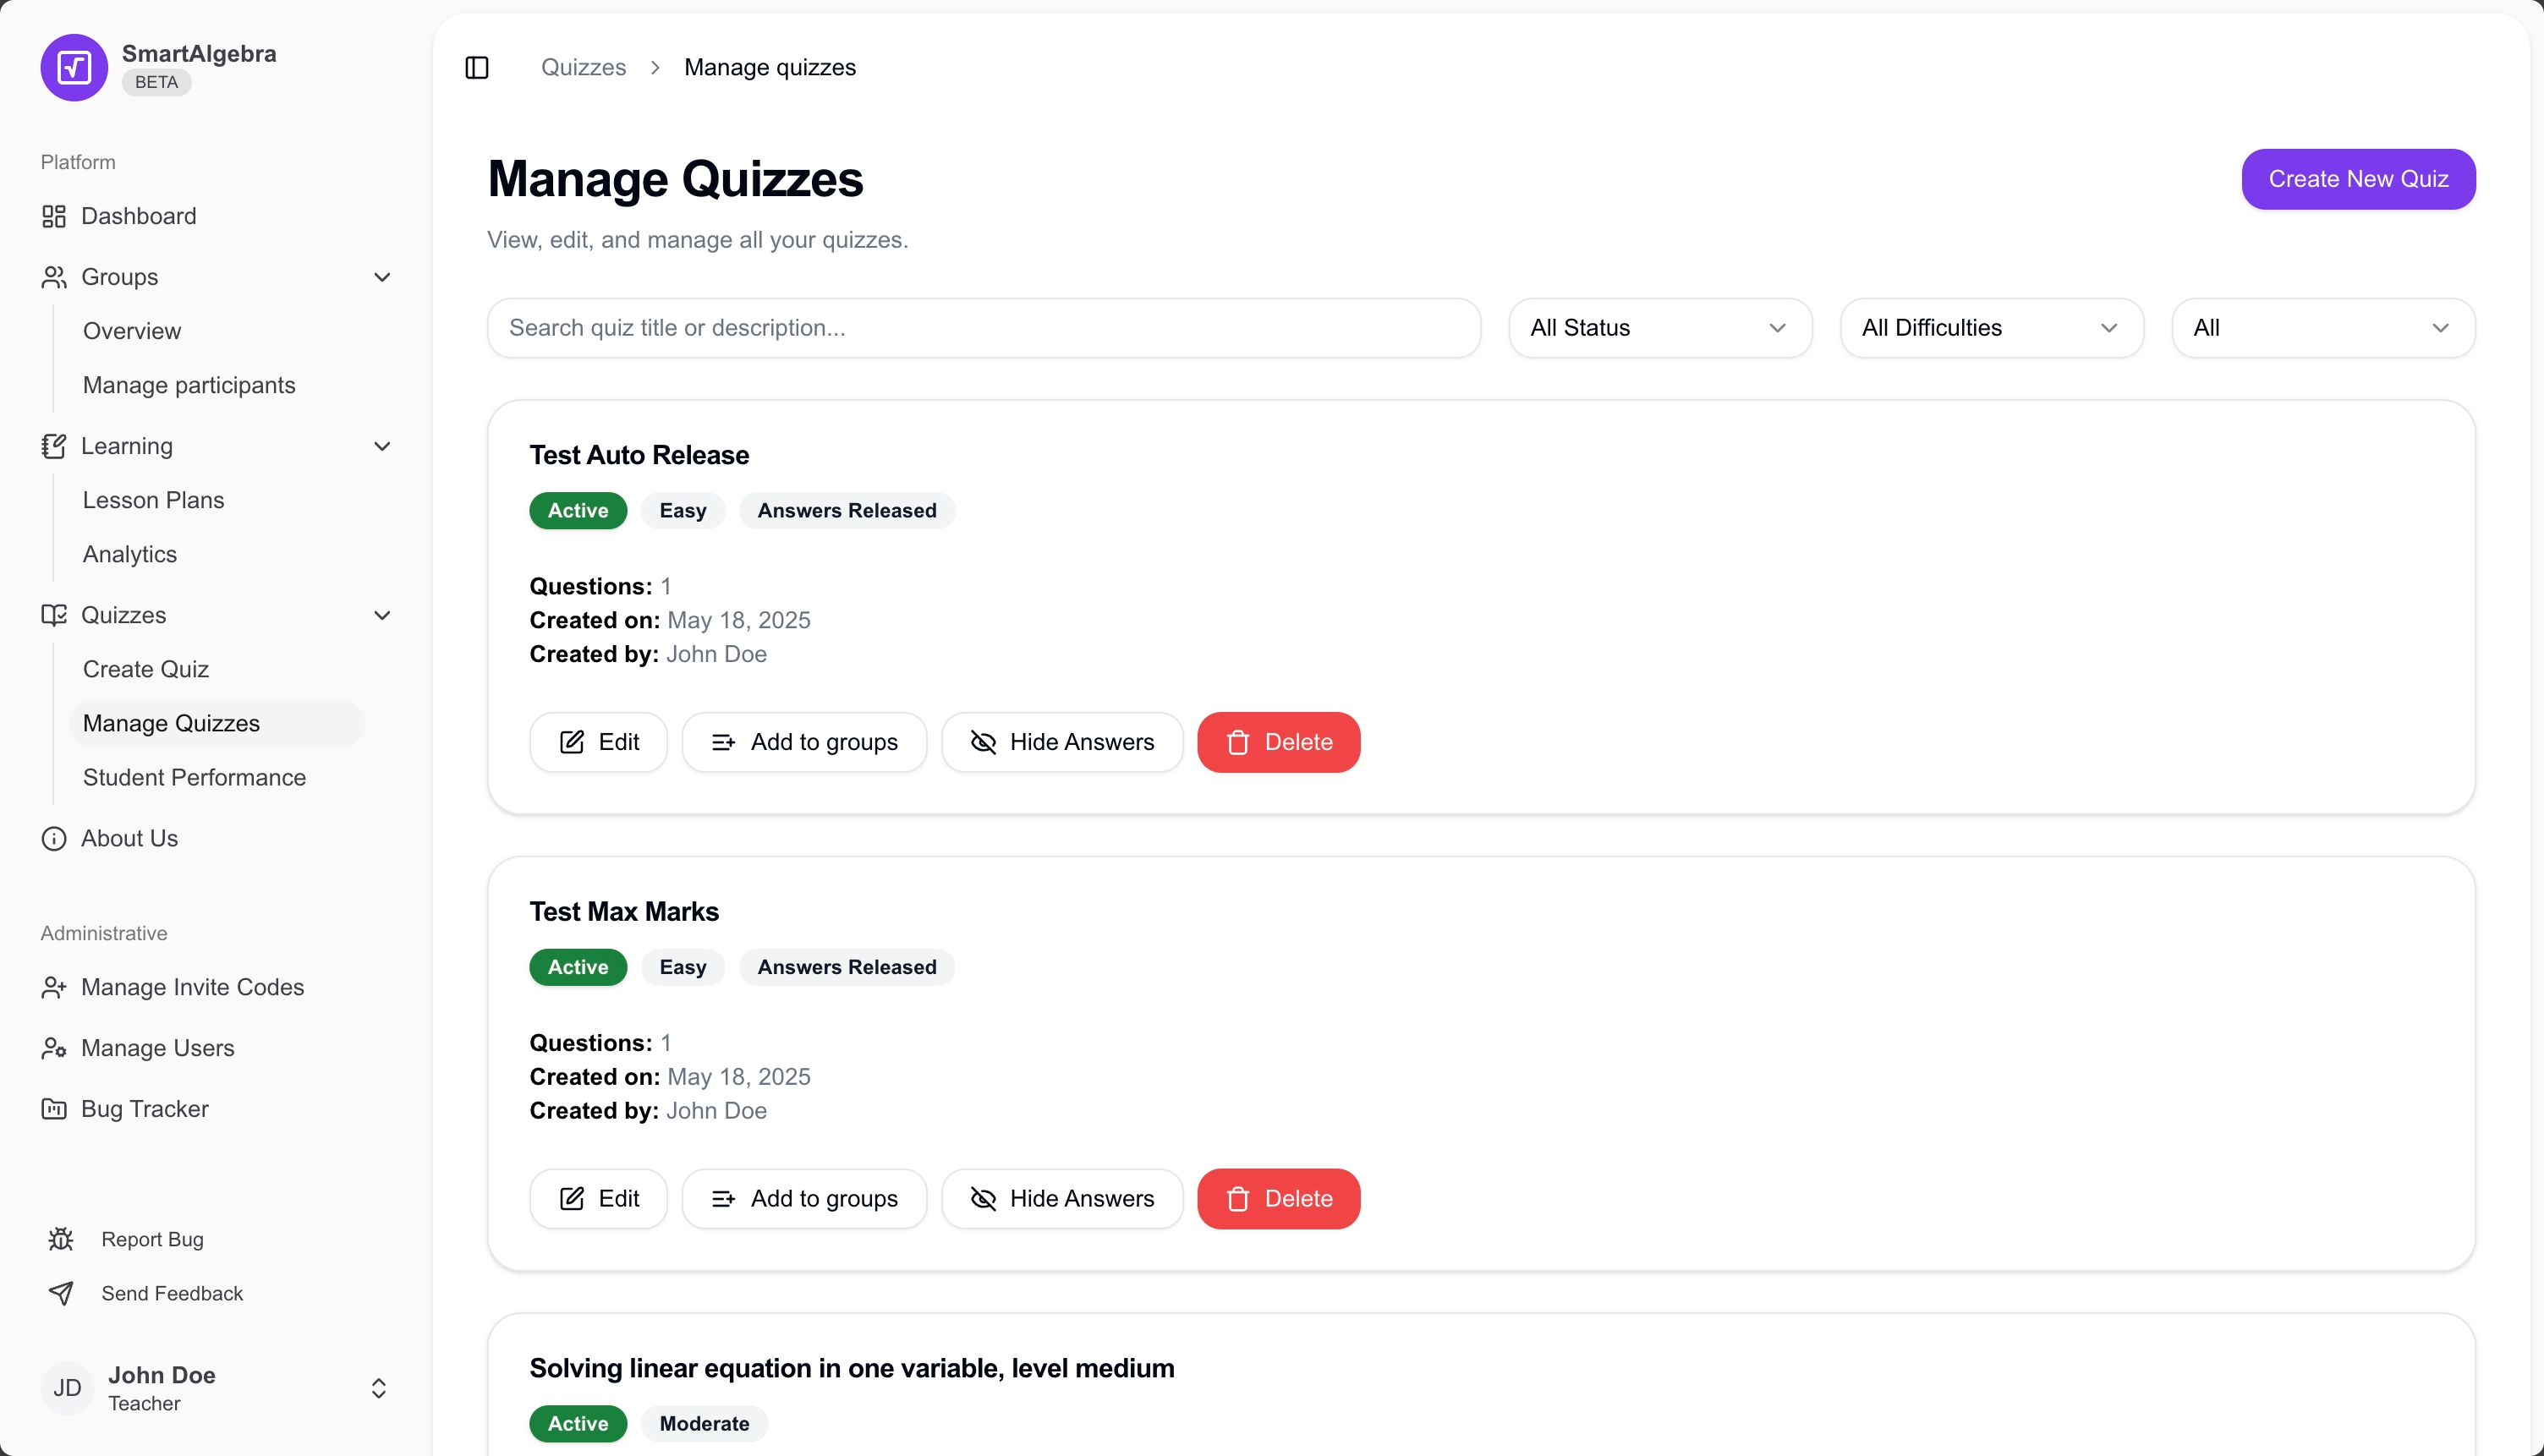 SmartAlgebra
BETA
Platform
Dashboard
Groups
Overview
Manage participants
Learning
Lesson Plans
Analytics
Quizzes
Create Quiz
Manage Quizzes
Student Performance
About Us
Administrative
Manage Invite Codes
Manage Users
Bug Tracker
Report Bug
Send Feedback
JD
John Doe
Teacher
Quizzes > Manage quizzes
Manage Quizzes
Create New Quiz
View, edit, and manage all your quizzes.
Search quiz title or description... All Status All Difficulties All
Test Auto Release
Active Easy Answers Released
Questions: 1
Created on: May 18, 2025
Created by: John Doe
Edit Add to groups Hide Answers Delete
Test Max Marks
Active Easy Answers Released
Questions: 1
Created on: May 18, 2025
Created by: John Doe
Edit Add to groups Hide Answers Delete
Solving linear equation in one variable, level medium
Active Moderate